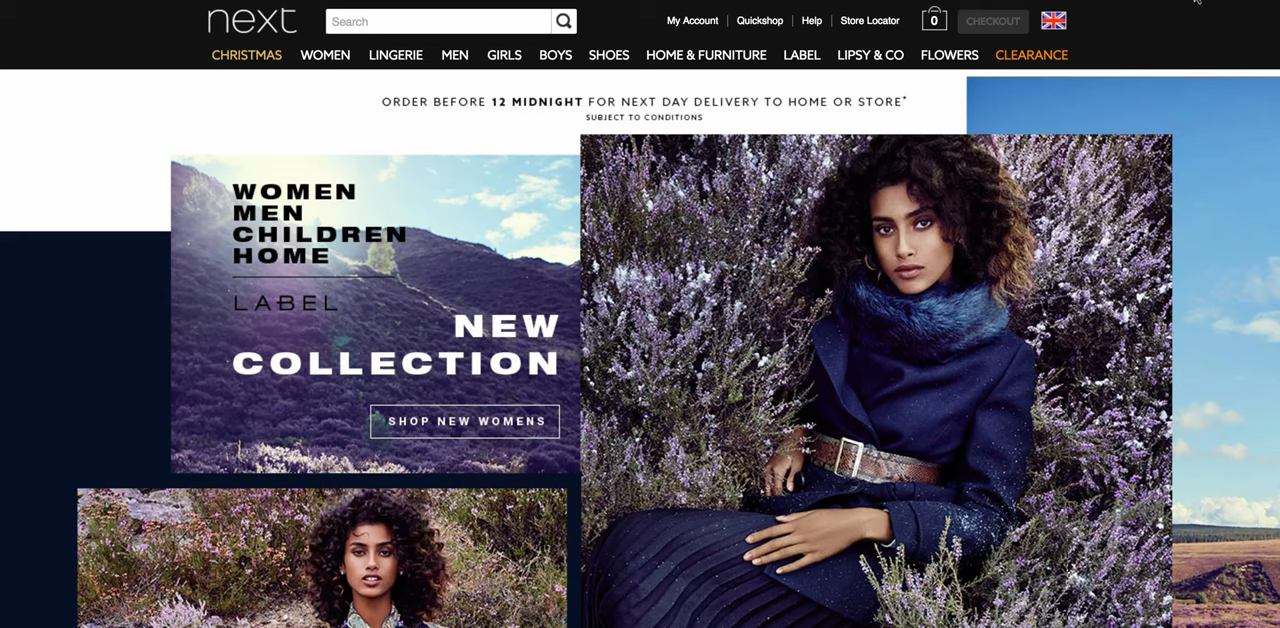 next
Search
My Account
Quickshop
Help
Store Locator
0
CHECKOUT
CHRISTMAS WOMEN LINGERIE MEN GIRLS BOYS SHOES HOME & FURNITURE LABEL LIPSY & CO FLOWERS CLEARANCE
ORDER BEFORE 12 MIDNIGHT FOR NEXT DAY DELIVERY TO HOME OR STORE*
SUBJECT TO CONDITIONS
WOMEN
MEN
CHILDREN
HOME
LABEL
NEW
COLLECTION
SHOP NEW WOMENS